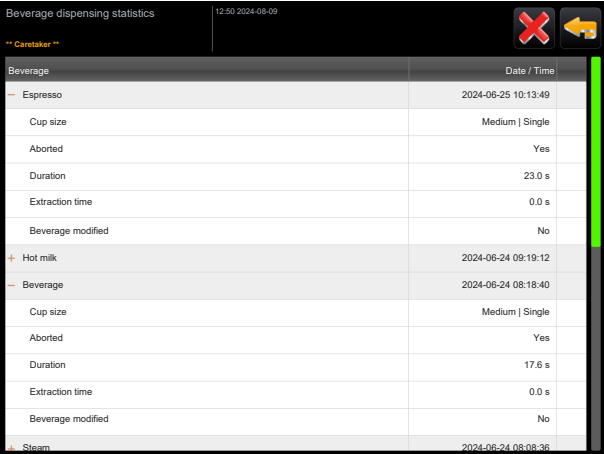 Beverage dispensing statistics
12:50 2024-08-09
** Caretaker **
Beverage Date / Time
− Espresso 2024-06-25 10:13:49
Cup size Medium | Single
Aborted Yes
Duration 23.0 s
Extraction time 0.0 s
Beverage modified No
+ Hot milk 2024-06-24 09:19:12
− Beverage 2024-06-24 08:18:40
Cup size Medium | Single
Aborted Yes
Duration 17.6 s
Extraction time 0.0 s
Beverage modified No
+ Steam 2024-06-24 08:08:36